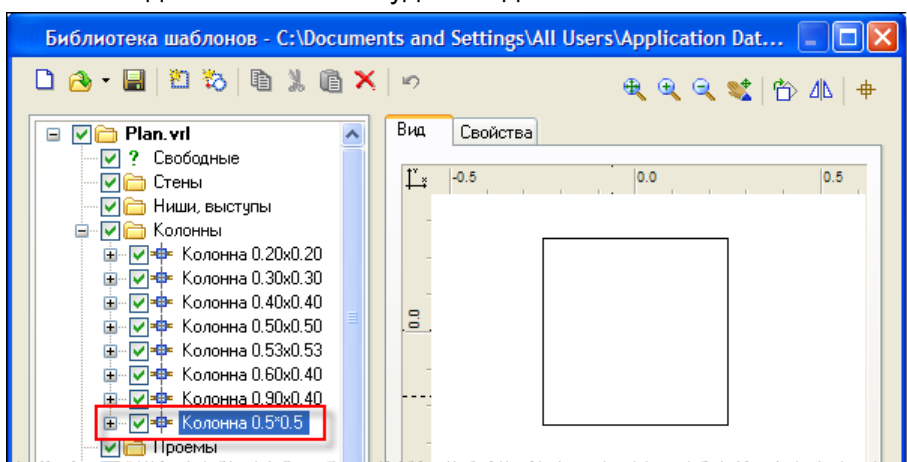 Библиотека шаблонов - C:\Documents and Settings\All Users\Application Dat...
Вид
Свойства
Plan.vrl
? Свободные
Стены
Ниши, выступы
Колонны
Колонна 0.20x0.20
Колонна 0.30x0.30
Колонна 0.40x0.40
Колонна 0.50x0.50
Колонна 0.53x0.53
Колонна 0.60x0.40
Колонна 0.90x0.40
Колонна 0.5*0.5
Проемы
Y x
-0.5 0.0 0.5
0.0